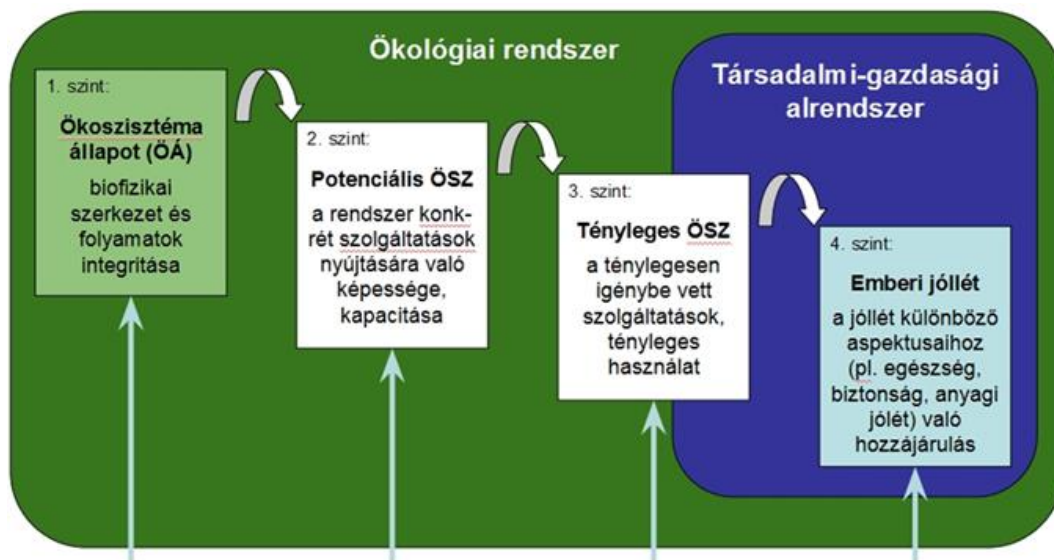 Ökológiai rendszer
Társadalmi-gazdasági
alrendszer
1. szint:
Ökoszisztéma
állapot (ÖÁ)
biofizikai
szerkezet és
folyamatok
integritása
2. szint:
Potenciális ÖSZ
a rendszer konk-
rét szolgáltatások
nyújtására való
képessége,
kapacitása
3. szint:
Tényleges ÖSZ
a ténylegesen
igénybe vett
szolgáltatások,
tényleges
használat
4. szint:
Emberi jóllét
a jóllét különböző
aspektusaihoz
(pl. egészség,
biztonság, anyagi
jólét) való
hozzájárulás